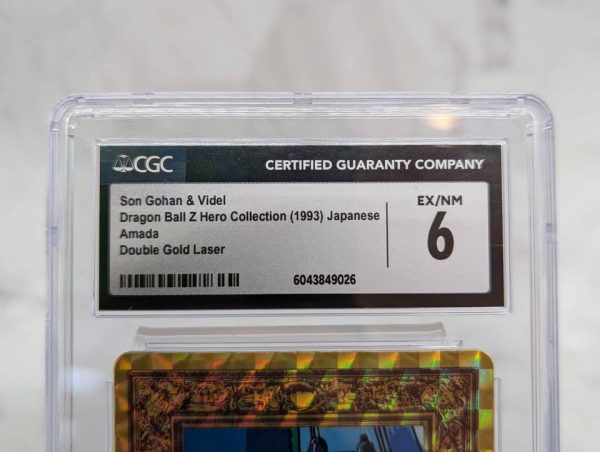 CGC CERTIFIED GUARANTY COMPANY
Son Gohan & Videl
Dragon Ball Z Hero Collection (1993) Japanese
Amada
Double Gold Laser
EX/NM
6
6043849026